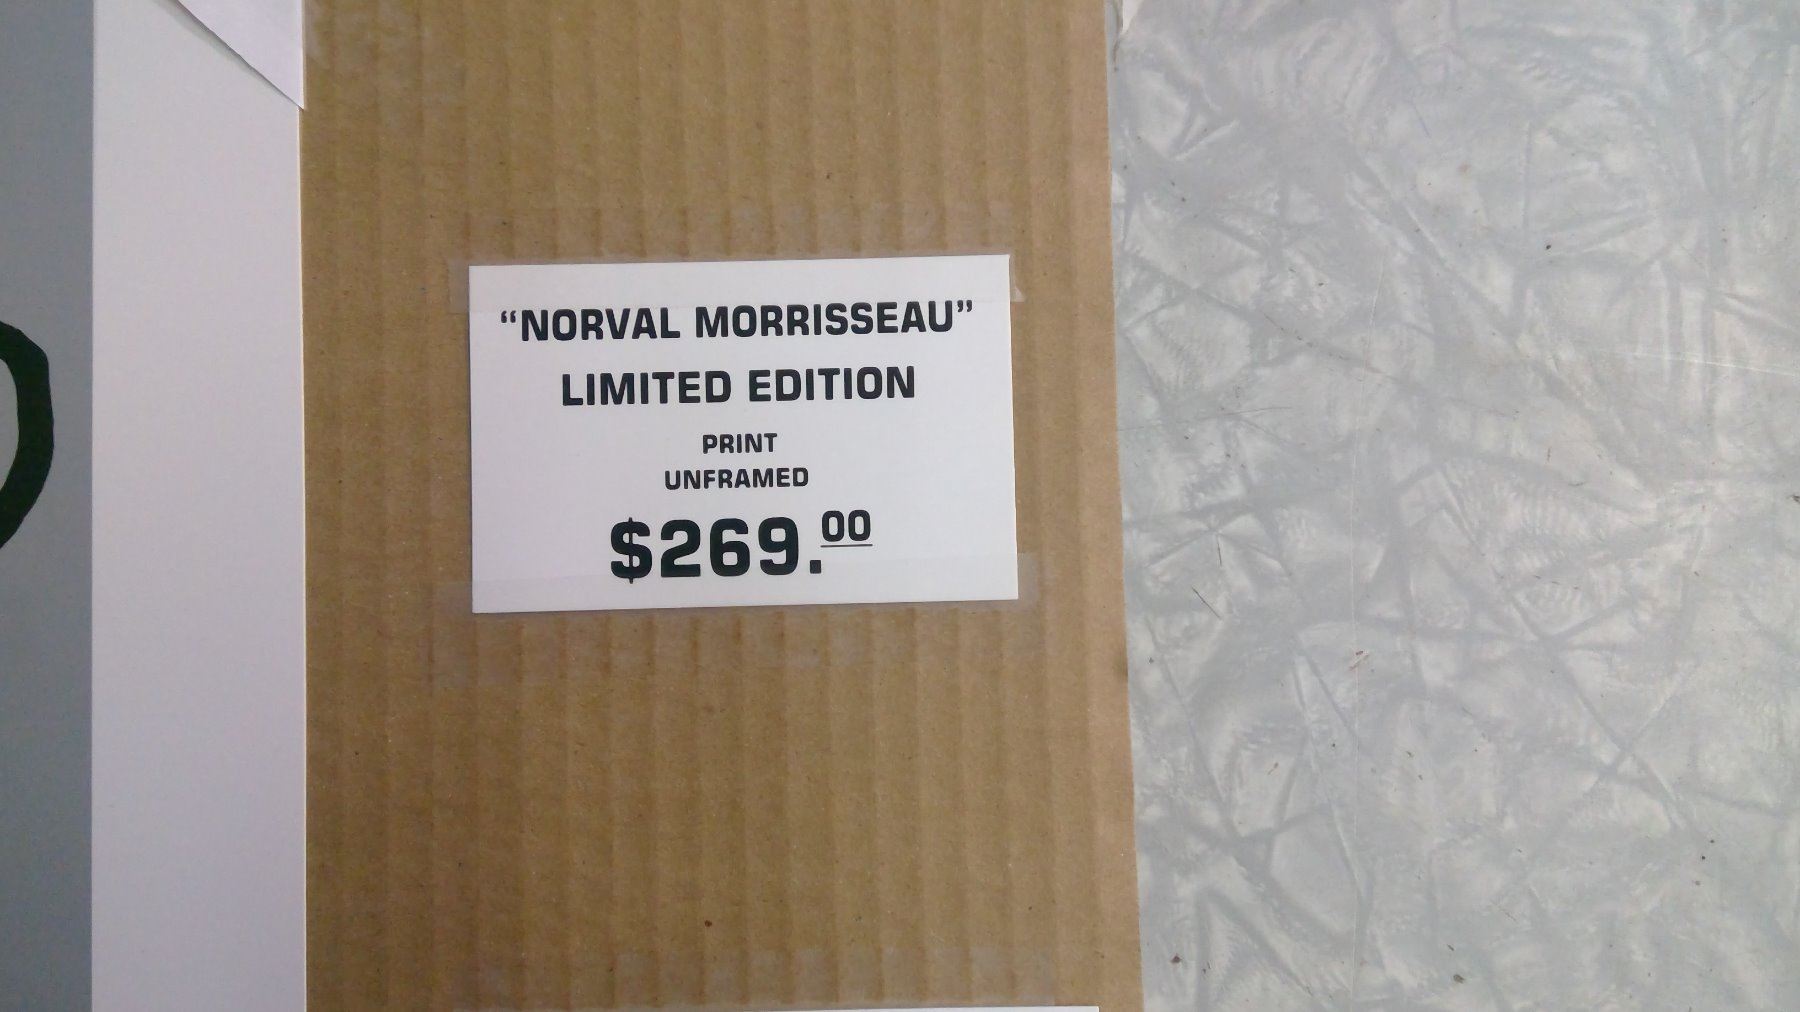 “NORVAL MORRISSEAU”
LIMITED EDITION
PRINT
UNFRAMED
$269.00